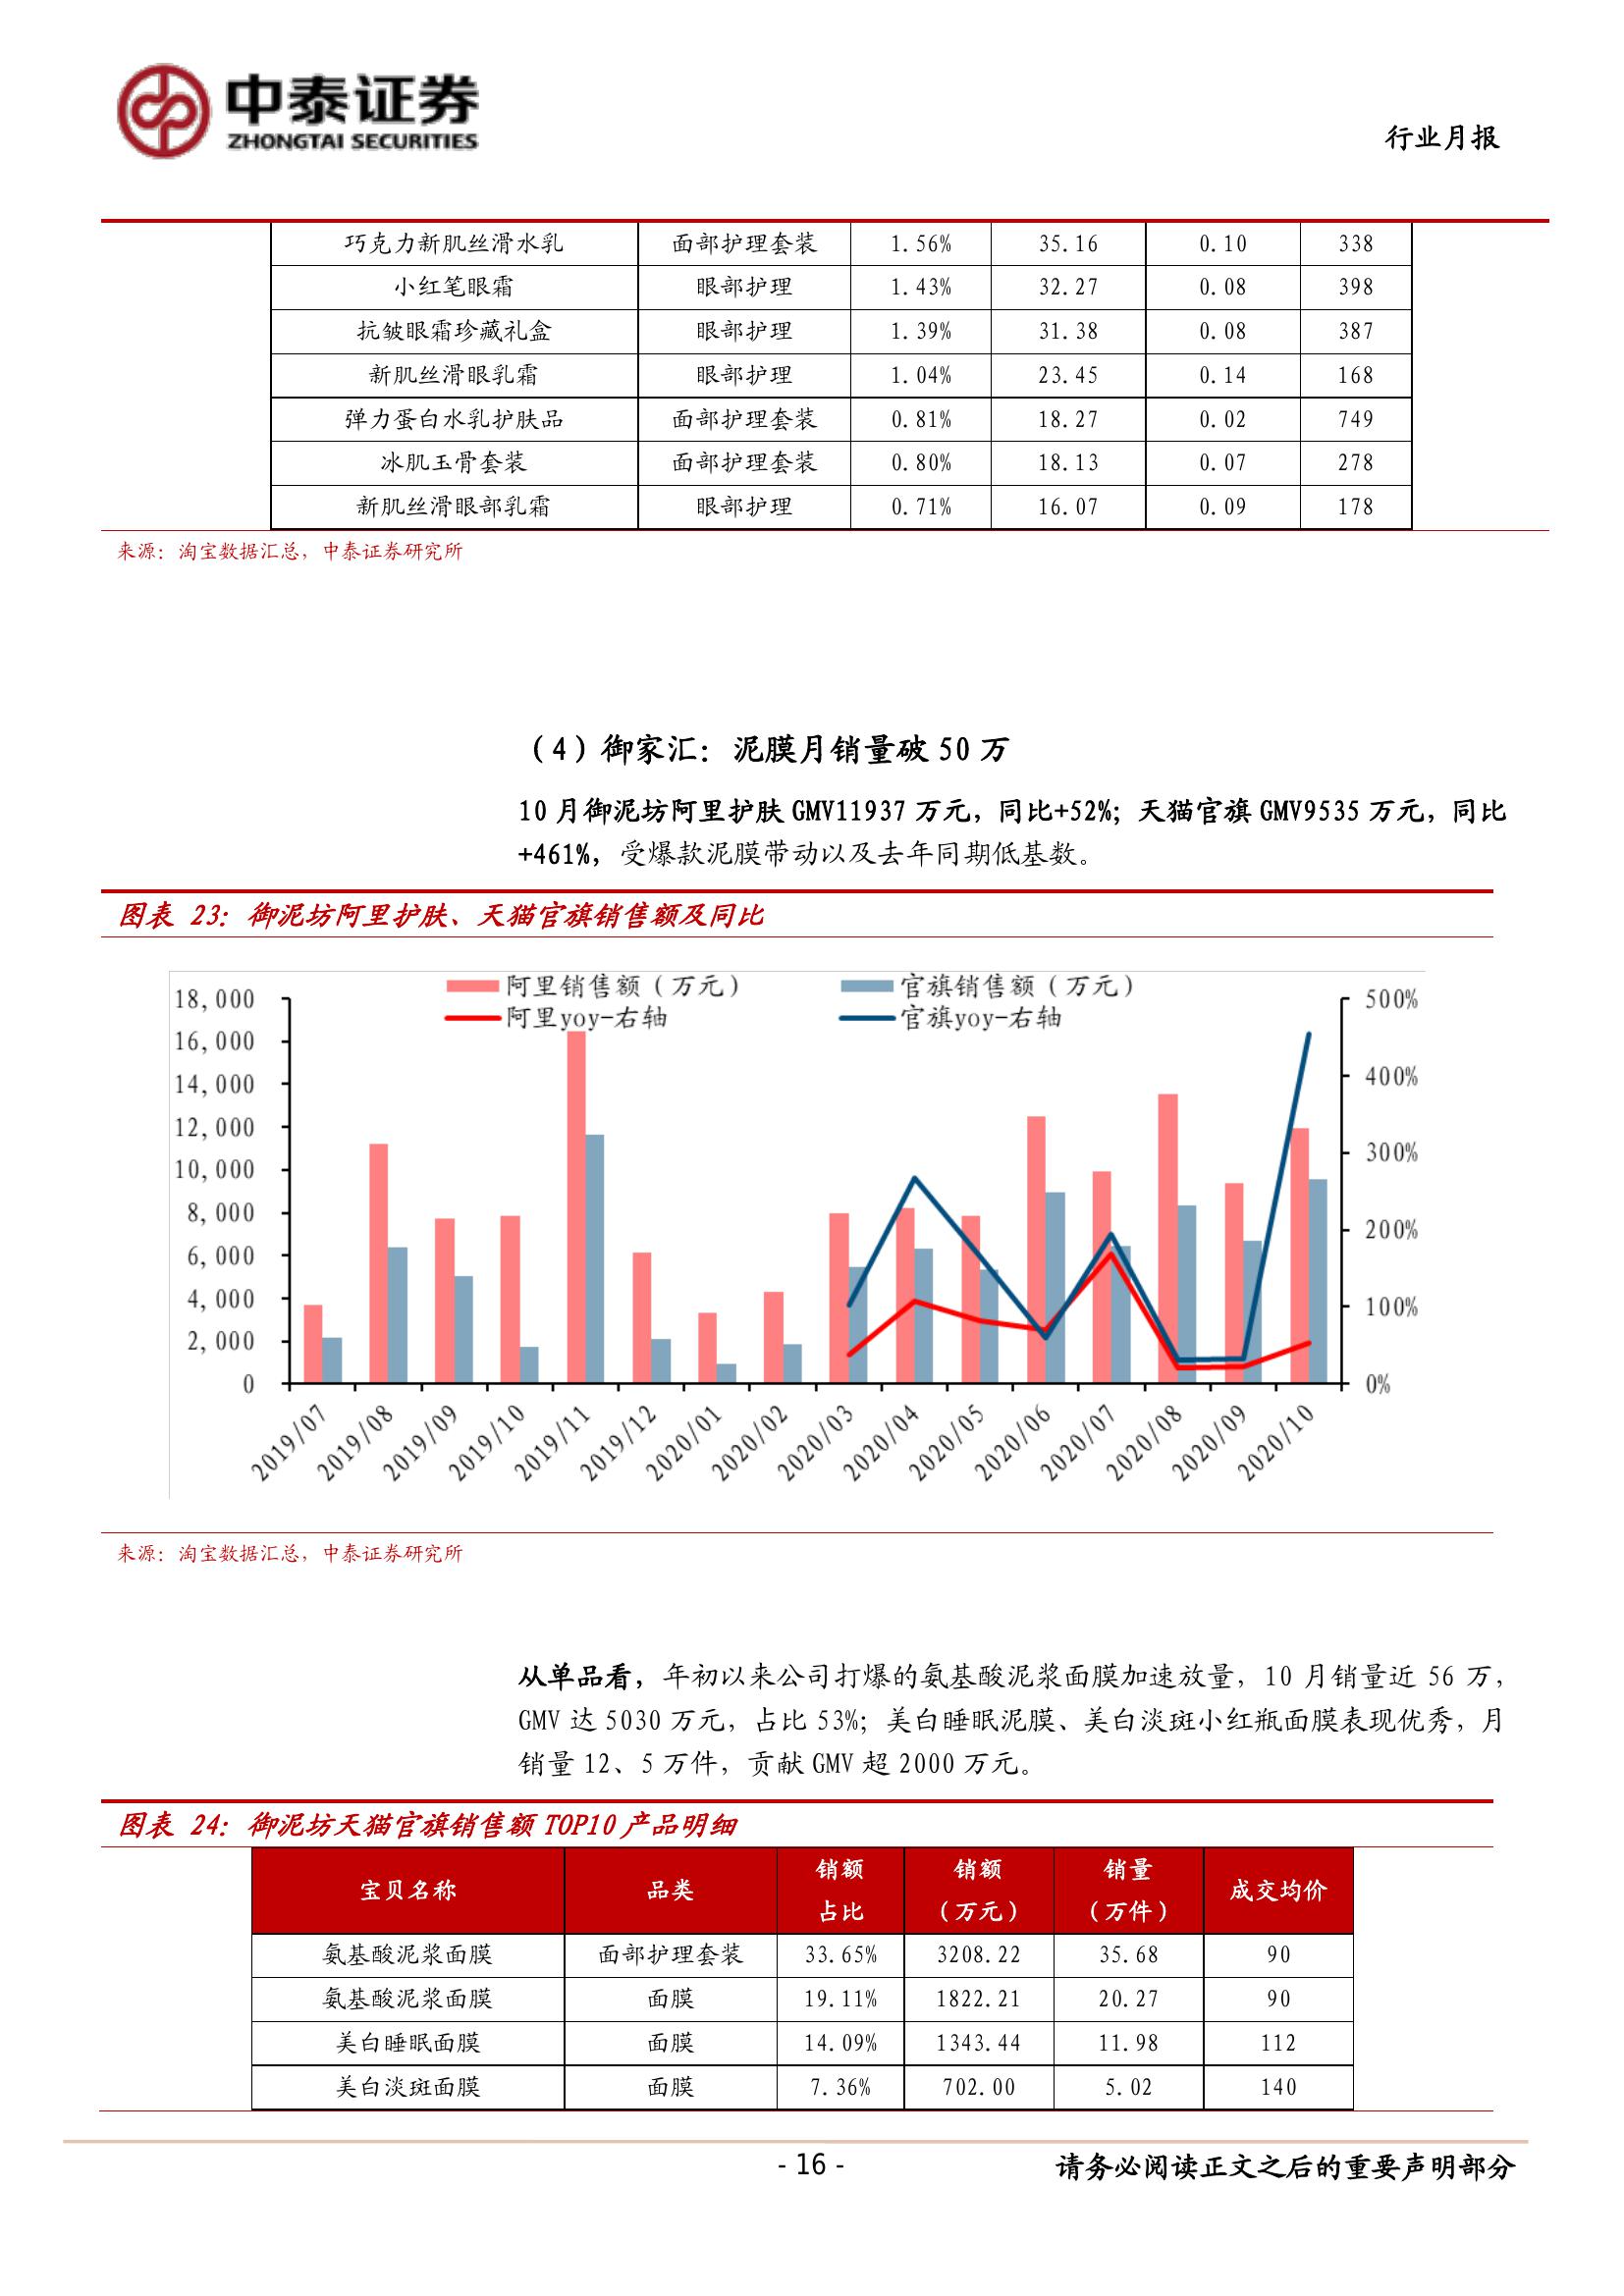 中泰证券
ZHONGTAI SECURITIES
行业月报
巧克力新肌丝滑水乳 面部护理套装 1.56% 35.16 0.10 338
小红笔眼霜 眼部护理 1.43% 32.27 0.08 398
抗皱眼霜珍藏礼盒 眼部护理 1.39% 31.38 0.08 387
新肌丝滑眼乳霜 眼部护理 1.04% 23.45 0.14 168
弹力蛋白水乳护肤品 面部护理套装 0.81% 18.27 0.02 749
冰肌玉骨套装 面部护理套装 0.80% 18.13 0.07 278
新肌丝滑眼部乳霜 眼部护理 0.71% 16.07 0.09 178
来源：淘宝数据汇总，中泰证券研究所
（4）御家汇：泥膜月销量破 50 万
10 月御泥坊阿里护肤 GMV11937 万元，同比+52%；天猫官旗 GMV9535 万元，同比
+461%，受爆款泥膜带动以及去年同期低基数。
图表 23：御泥坊阿里护肤、天猫官旗销售额及同比
阿里销售额（万元） 官旗销售额（万元）
阿里yoy-右轴 官旗yoy-右轴
18,000 500%
16,000
14,000 400%
12,000
10,000 300%
8,000
6,000 200%
4,000
2,000 100%
0 0%
2019/07 2019/08 2019/09 2019/10 2019/11 2019/12 2020/01 2020/02 2020/03 2020/04 2020/05 2020/06 2020/07 2020/08 2020/09 2020/10
来源：淘宝数据汇总，中泰证券研究所
从单品看，年初以来公司打爆的氨基酸泥浆面膜加速放量，10 月销量近 56 万，
GMV 达 5030 万元，占比 53%；美白睡眠泥膜、美白淡斑小红瓶面膜表现优秀，月
销量 12、5 万件，贡献 GMV 超 2000 万元。
图表 24：御泥坊天猫官旗销售额 TOP10 产品明细
宝贝名称 品类 销额占比 销额（万元） 销量（万件） 成交均价
氨基酸泥浆面膜 面部护理套装 33.65% 3208.22 35.68 90
氨基酸泥浆面膜 面膜 19.11% 1822.21 20.27 90
美白睡眠面膜 面膜 14.09% 1343.44 11.98 112
美白淡斑面膜 面膜 7.36% 702.00 5.02 140
- 16 -
请务必阅读正文之后的重要声明部分